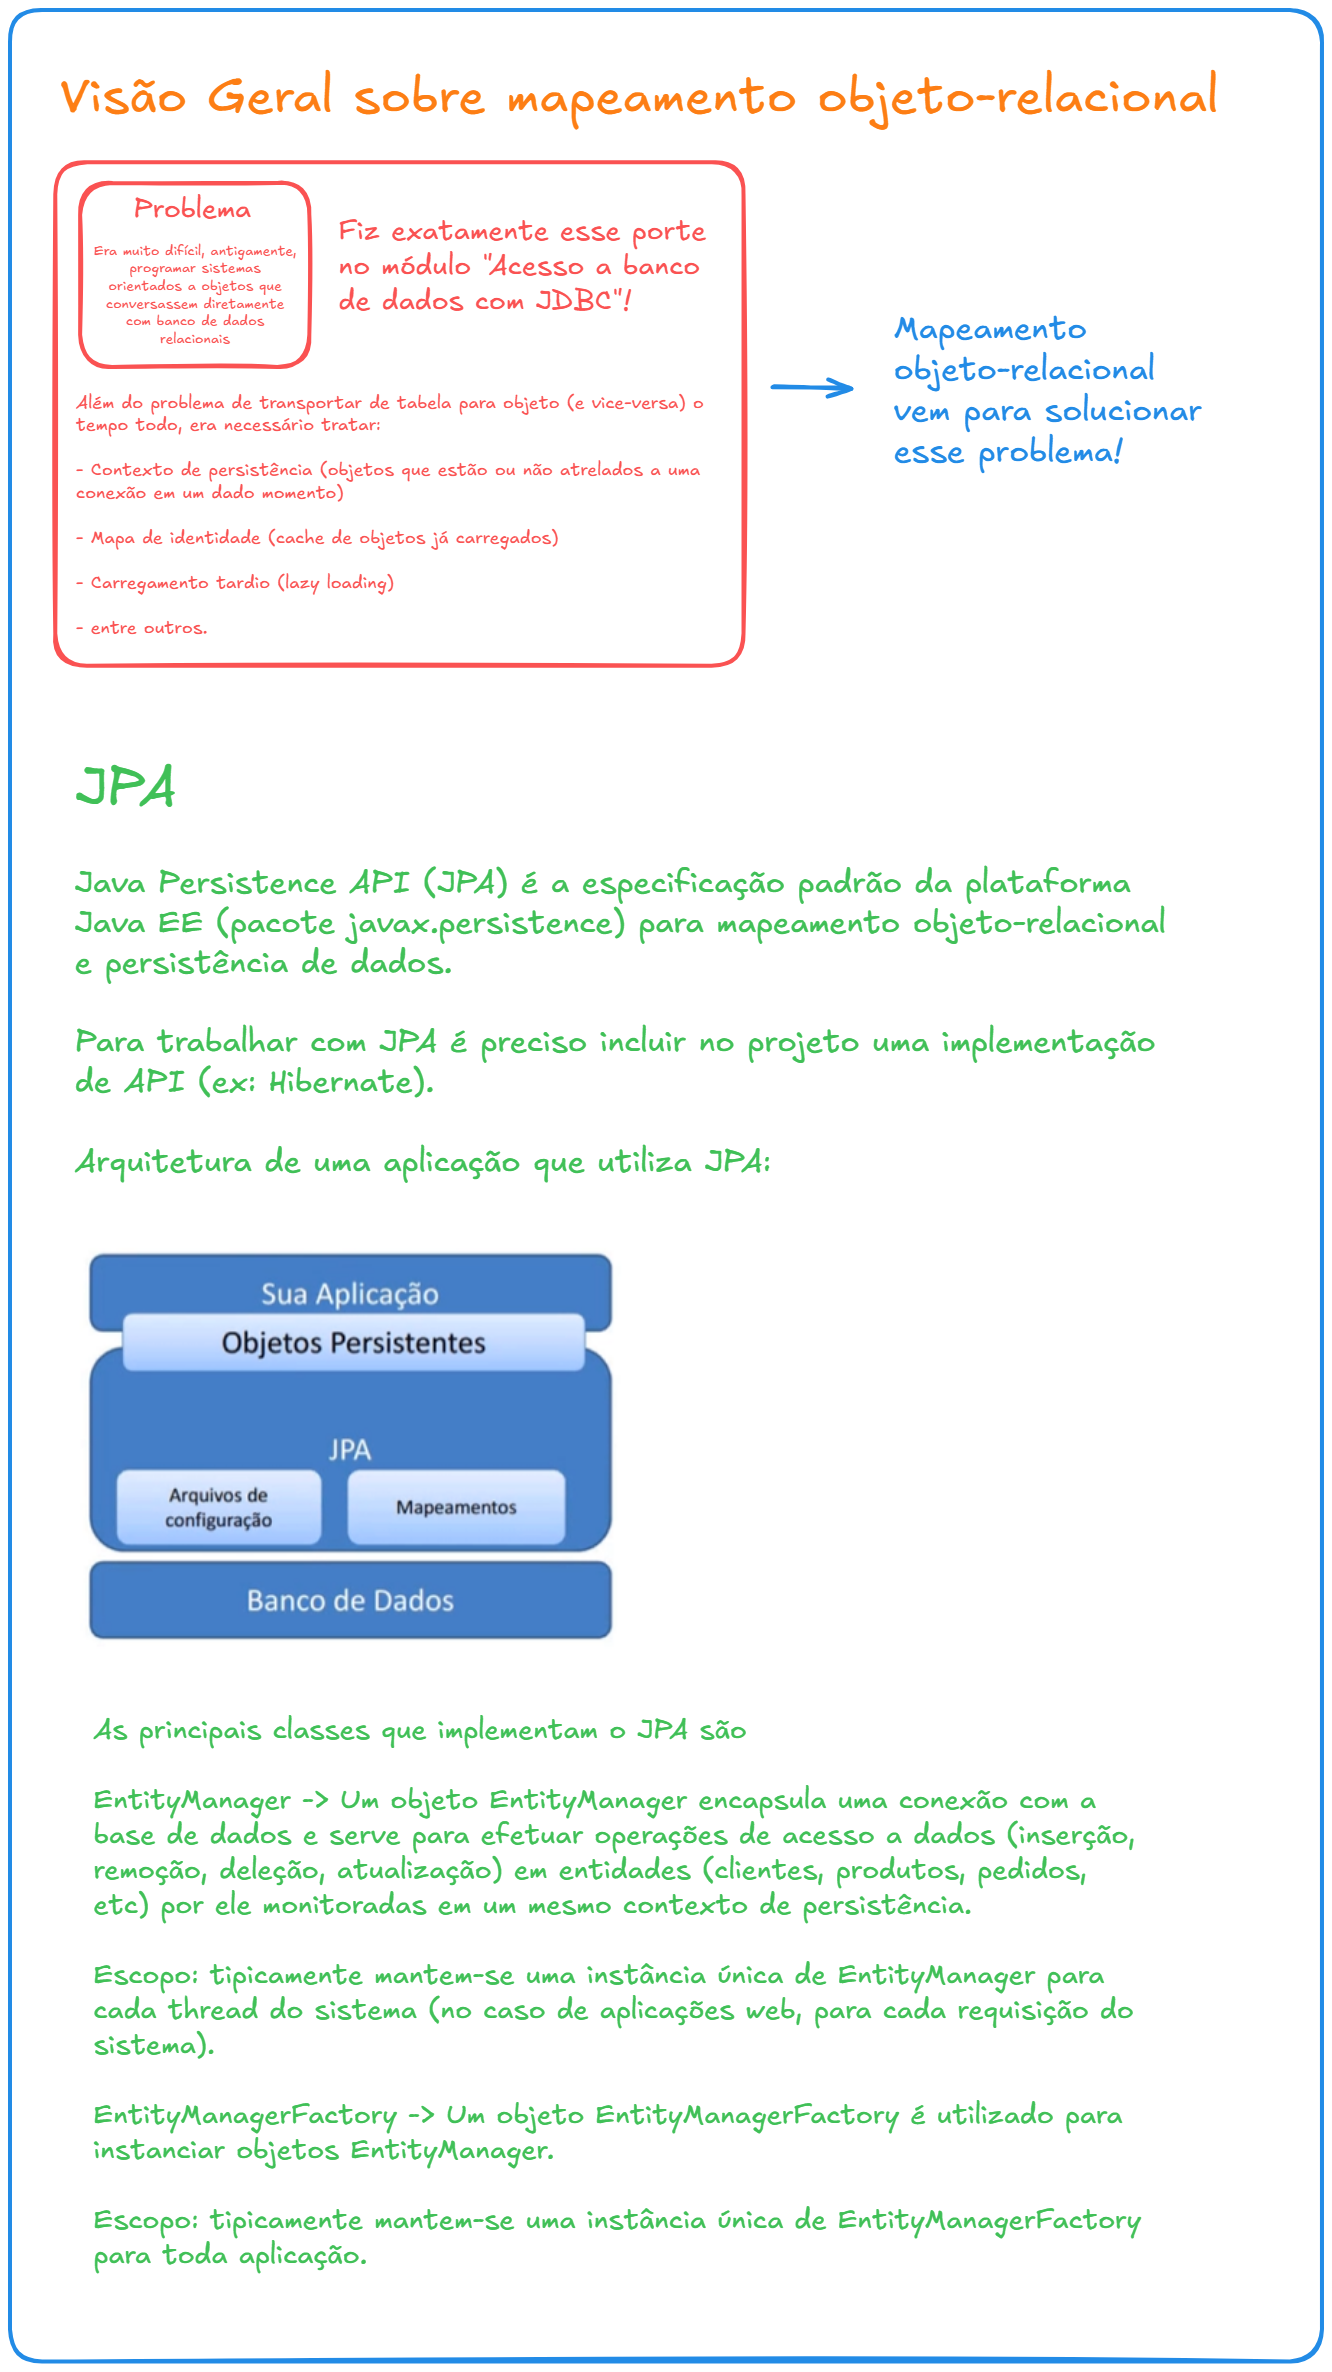 Visão Geral sobre mapeamento objeto-relacional
Problema
Era muito difícil, antigamente,
programar sistemas
orientados a objetos que
conversassem diretamente
com banco de dados
relacionais
Fiz exatamente esse porte
no módulo "Acesso a banco
de dados com JDBC"!
Além do problema de transportar de tabela para objeto (e vice-versa) o
tempo todo, era necessário tratar:
- Contexto de persistência (objetos que estão ou não atrelados a uma
conexão em um dado momento)
- Mapa de identidade (cache de objetos já carregados)
- Carregamento tardio (lazy loading)
- entre outros.
Mapeamento
objeto-relacional
vem para solucionar
esse problema!
JPA
Java Persistence API (JPA) é a especificação padrão da plataforma
Java EE (pacote javax.persistence) para mapeamento objeto-relacional
e persistência de dados.
Para trabalhar com JPA é preciso incluir no projeto uma implementação
de API (ex: Hibernate).
Arquitetura de uma aplicação que utiliza JPA:
Sua Aplicação
Objetos Persistentes
JPA
Arquivos de
configuração
Mapeamentos
Banco de Dados
As principais classes que implementam o JPA são
EntityManager -> Um objeto EntityManager encapsula uma conexão com a
base de dados e serve para efetuar operações de acesso a dados (inserção,
remoção, deleção, atualização) em entidades (clientes, produtos, pedidos,
etc) por ele monitoradas em um mesmo contexto de persistência.
Escopo: tipicamente mantem-se uma instância única de EntityManager para
cada thread do sistema (no caso de aplicações web, para cada requisição do
sistema).
EntityManagerFactory -> Um objeto EntityManagerFactory é utilizado para
instanciar objetos EntityManager.
Escopo: tipicamente mantem-se uma instância única de EntityManagerFactory
para toda aplicação.